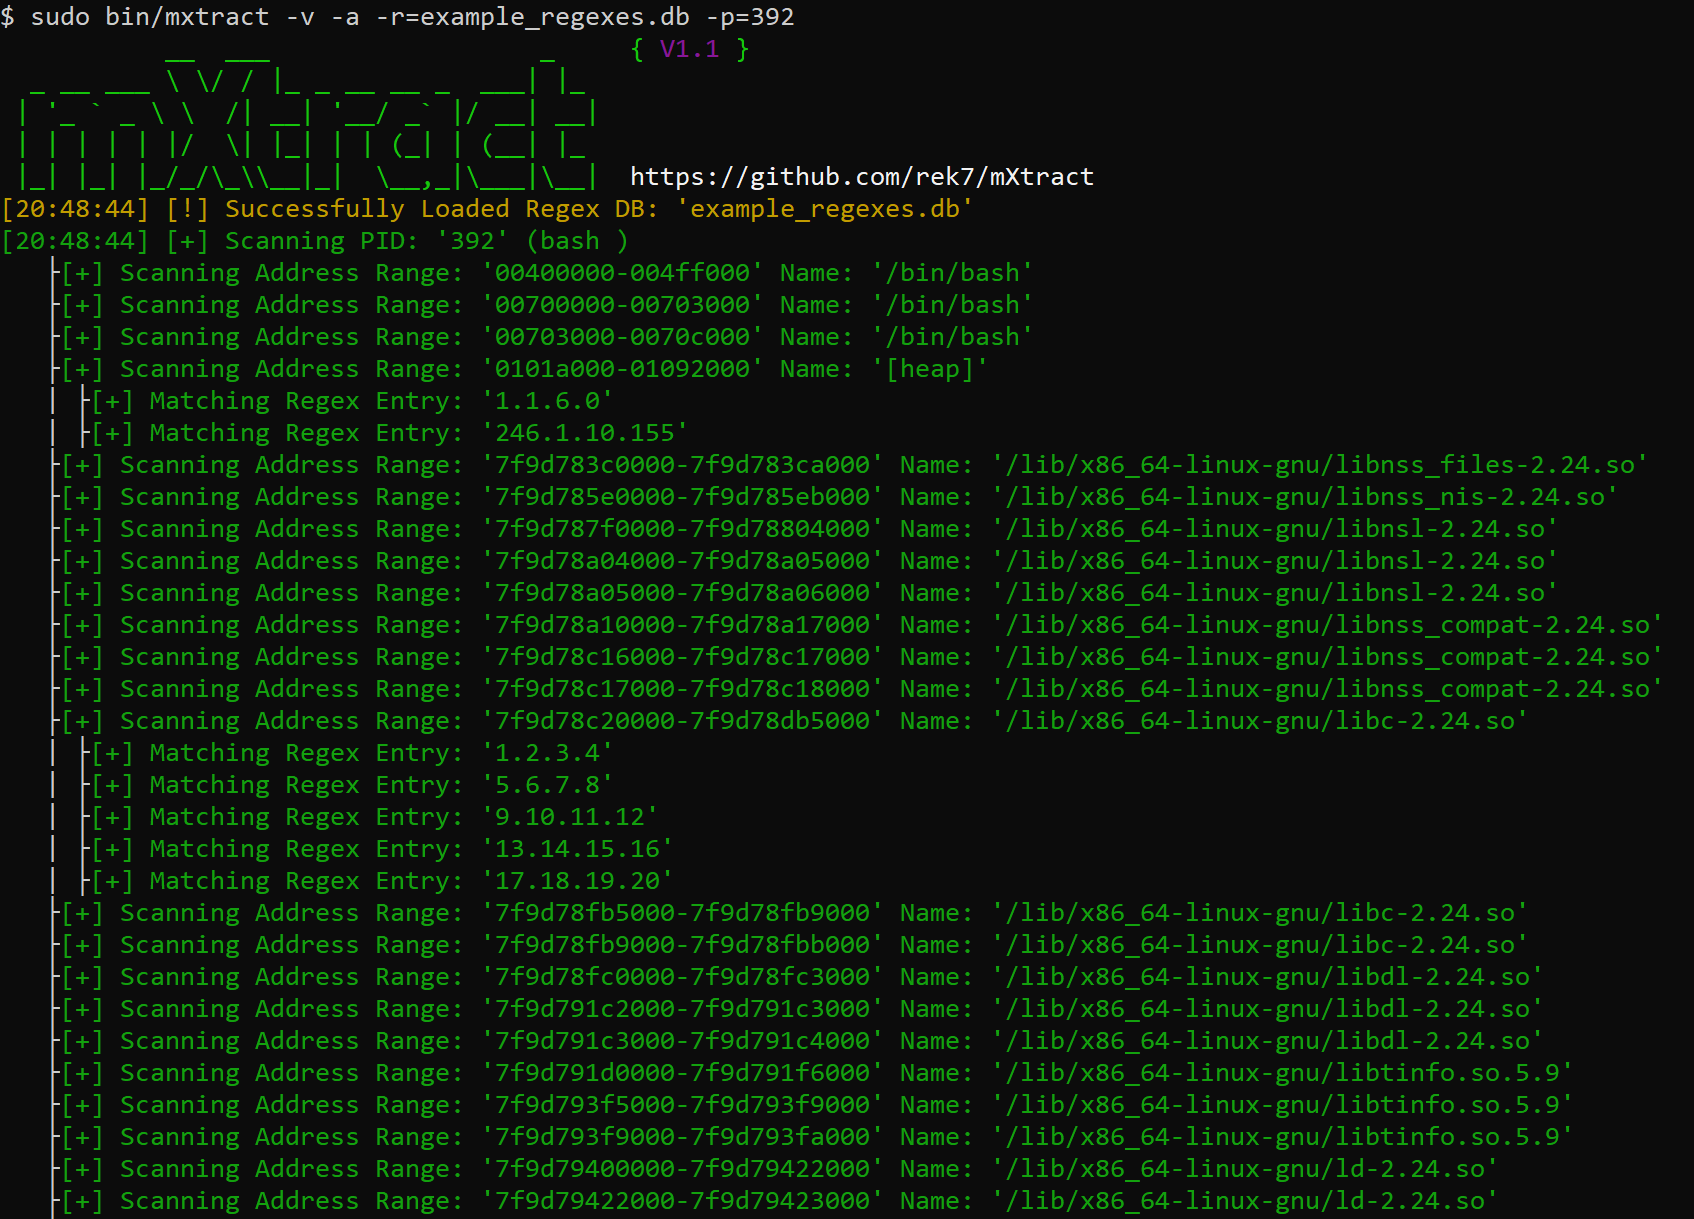 $ sudo bin/mxtract -v -a -r=example_regexes.db -p=392
{ V1.1 }
mXtract
https://github.com/rek7/mXtract
[20:48:44] [!] Successfully Loaded Regex DB: 'example_regexes.db'
[20:48:44] [+] Scanning PID: '392' (bash )
[+] Scanning Address Range: '00400000-004ff000' Name: '/bin/bash'
[+] Scanning Address Range: '00700000-00703000' Name: '/bin/bash'
[+] Scanning Address Range: '00703000-0070c000' Name: '/bin/bash'
[+] Scanning Address Range: '0101a000-01092000' Name: '[heap]'
[+] Matching Regex Entry: '1.1.6.0'
[+] Matching Regex Entry: '246.1.10.155'
[+] Scanning Address Range: '7f9d783c0000-7f9d783ca000' Name: '/lib/x86_64-linux-gnu/libnss_files-2.24.so'
[+] Scanning Address Range: '7f9d785e0000-7f9d785eb000' Name: '/lib/x86_64-linux-gnu/libnss_nis-2.24.so'
[+] Scanning Address Range: '7f9d787f0000-7f9d78804000' Name: '/lib/x86_64-linux-gnu/libnsl-2.24.so'
[+] Scanning Address Range: '7f9d78a04000-7f9d78a05000' Name: '/lib/x86_64-linux-gnu/libnsl-2.24.so'
[+] Scanning Address Range: '7f9d78a05000-7f9d78a06000' Name: '/lib/x86_64-linux-gnu/libnsl-2.24.so'
[+] Scanning Address Range: '7f9d78a10000-7f9d78a17000' Name: '/lib/x86_64-linux-gnu/libnss_compat-2.24.so'
[+] Scanning Address Range: '7f9d78c16000-7f9d78c17000' Name: '/lib/x86_64-linux-gnu/libnss_compat-2.24.so'
[+] Scanning Address Range: '7f9d78c17000-7f9d78c18000' Name: '/lib/x86_64-linux-gnu/libnss_compat-2.24.so'
[+] Scanning Address Range: '7f9d78c20000-7f9d78db5000' Name: '/lib/x86_64-linux-gnu/libc-2.24.so'
[+] Matching Regex Entry: '1.2.3.4'
[+] Matching Regex Entry: '5.6.7.8'
[+] Matching Regex Entry: '9.10.11.12'
[+] Matching Regex Entry: '13.14.15.16'
[+] Matching Regex Entry: '17.18.19.20'
[+] Scanning Address Range: '7f9d78fb5000-7f9d78fb9000' Name: '/lib/x86_64-linux-gnu/libc-2.24.so'
[+] Scanning Address Range: '7f9d78fb9000-7f9d78fbb000' Name: '/lib/x86_64-linux-gnu/libc-2.24.so'
[+] Scanning Address Range: '7f9d78fc0000-7f9d78fc3000' Name: '/lib/x86_64-linux-gnu/libdl-2.24.so'
[+] Scanning Address Range: '7f9d791c2000-7f9d791c3000' Name: '/lib/x86_64-linux-gnu/libdl-2.24.so'
[+] Scanning Address Range: '7f9d791c3000-7f9d791c4000' Name: '/lib/x86_64-linux-gnu/libdl-2.24.so'
[+] Scanning Address Range: '7f9d791d0000-7f9d791f6000' Name: '/lib/x86_64-linux-gnu/libtinfo.so.5.9'
[+] Scanning Address Range: '7f9d793f5000-7f9d793f9000' Name: '/lib/x86_64-linux-gnu/libtinfo.so.5.9'
[+] Scanning Address Range: '7f9d793f9000-7f9d793fa000' Name: '/lib/x86_64-linux-gnu/libtinfo.so.5.9'
[+] Scanning Address Range: '7f9d79400000-7f9d79422000' Name: '/lib/x86_64-linux-gnu/ld-2.24.so'
[+] Scanning Address Range: '7f9d79422000-7f9d79423000' Name: '/lib/x86_64-linux-gnu/ld-2.24.so'